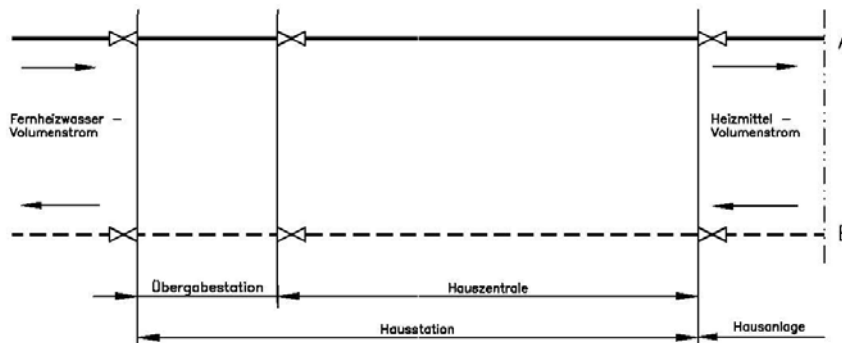 A
Fernheizwasser –
Volumenstrom
Heizmittel –
Volumenstrom
Übergabestation
Hauszentrale
Hausstation
Hausanlage